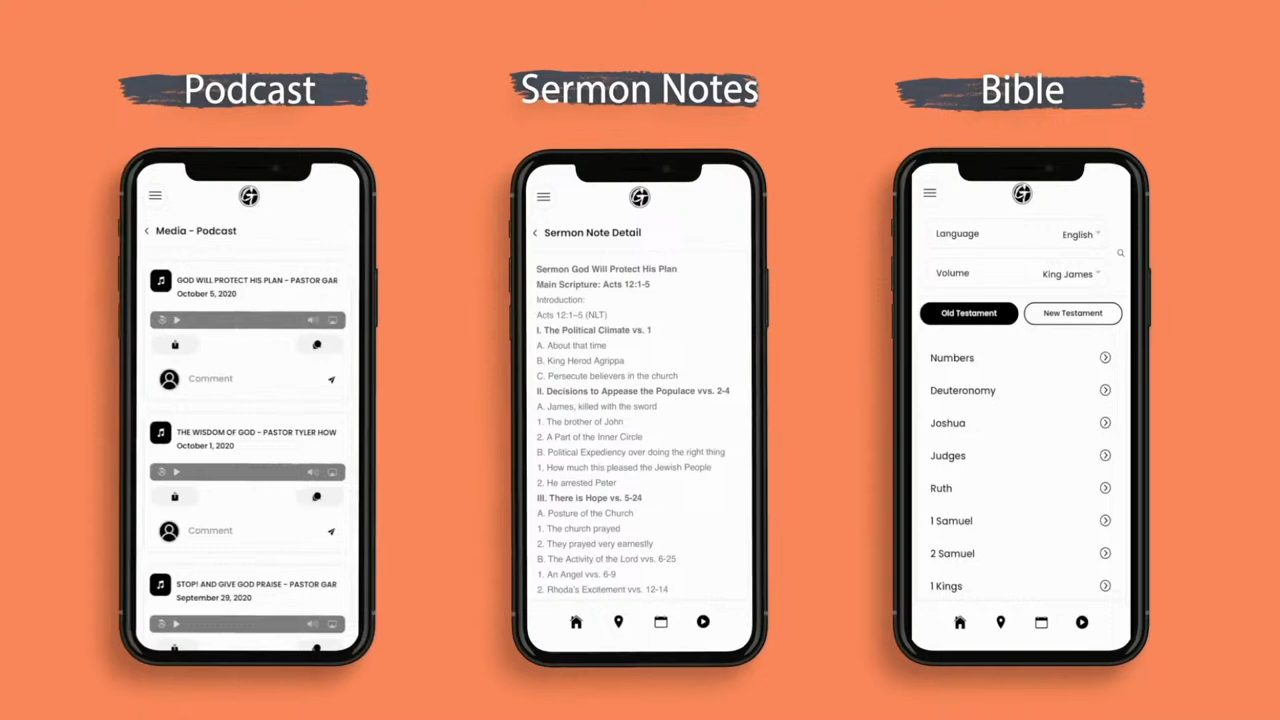 Podcast
Media - Podcast
GOD WILL PROTECT HIS PLAN - PASTOR GAR
October 5, 2020
Comment
THE WISDOM OF GOD - PASTOR TYLER HOW
October 1, 2020
Comment
STOP! AND GIVE GOD PRAISE - PASTOR GAR
September 29, 2020
Sermon Notes
GT
Sermon Note Detail
Sermon God Will Protect His Plan
Main Scripture: Acts 12:1-5
Introduction:
Acts 12:1–5 (NLT)
I. The Political Climate vs. 1
A. About that time
B. King Herod Agrippa
C. Persecute believers in the church
II. Decisions to Appease the Populace vvs. 2-4
A. James, killed with the sword
1. The brother of John
2. A Part of the Inner Circle
B. Political Expediency over doing the right thing
1. How much this pleased the Jewish People
2. He arrested Peter
III. There is Hope vs. 5-24
A. Posture of the Church
1. The church prayed
2. They prayed very earnestly
B. The Activity of the Lord vvs. 6-25
1. An Angel vvs. 6-9
2. Rhoda's Excitement vvs. 12-14
Bible
Language English
Volume King James
Old Testament New Testament
Numbers
Deuteronomy
Joshua
Judges
Ruth
1 Samuel
2 Samuel
1 Kings